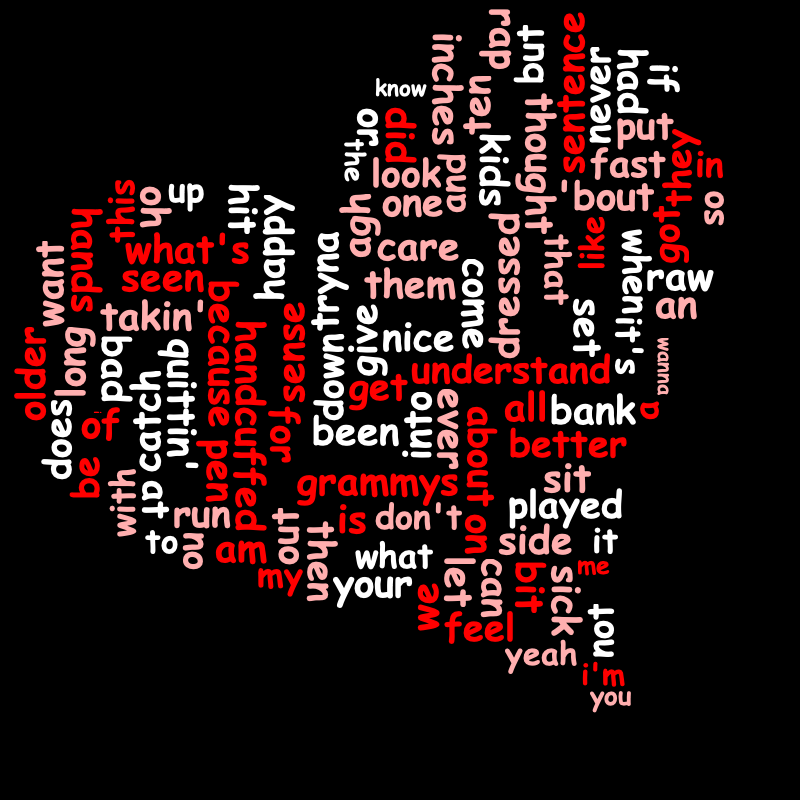 rap
but
sentence
if
had
never
inches
ten
know
or
did
the
kids
thought
put
they
fast
in
look
and
'bout
so
one
agh
this
oh
up
hit
happy
hands
what's
care
dressed
that
like
got
when
raw
want
seen
tryna
them
come
set
it's
an
because
takin'
sense
give
nice
wanna
older
long
bad
quittin'
handcuffed
down
get
understand
catch
for
into
ever
all
bank
a
does
of
been
about
better
be
pen
with
at
grammys
sit
run
out
is
don't
on
played
to
no
am
then
what
side
it
my
your
we
let
can
bit
sick
me
feel
not
yeah
i'm
you